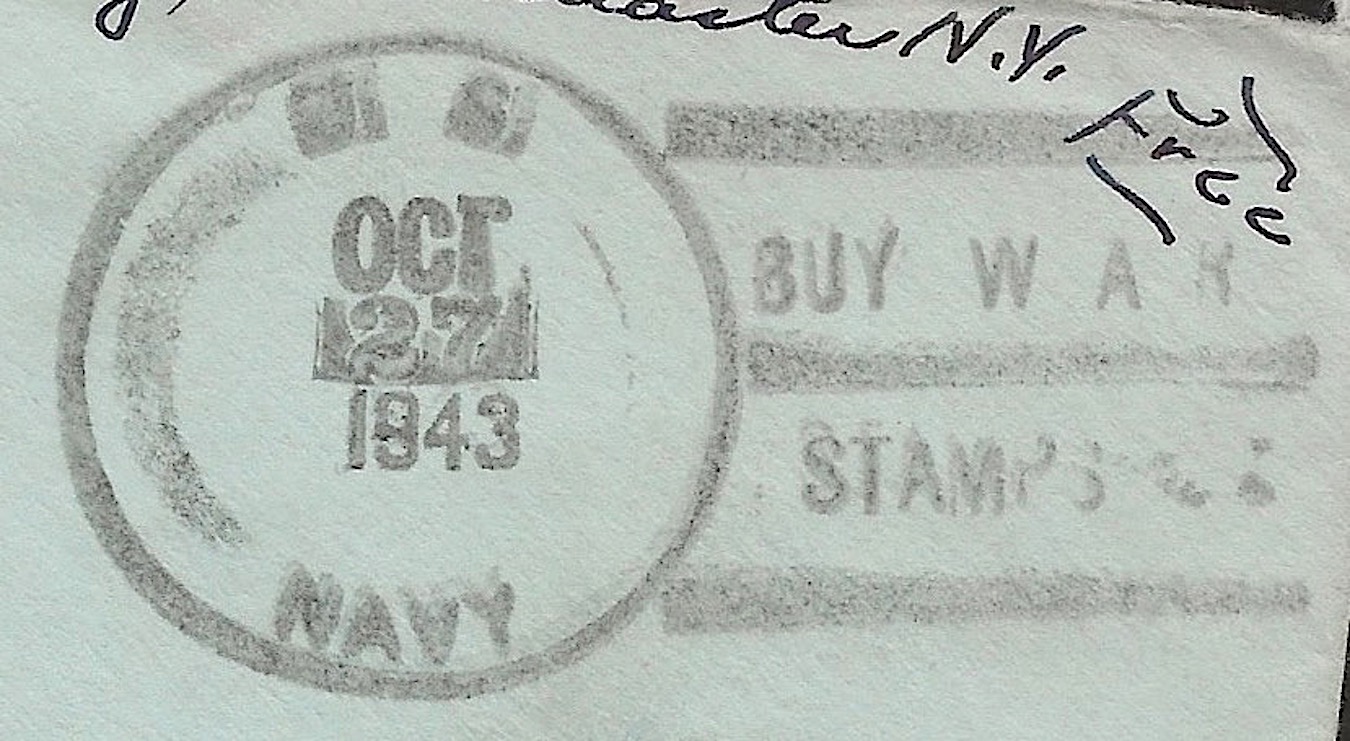 N.Y.
Free
OCT
27
1943
NAVY
BUY WAR
STAMPS